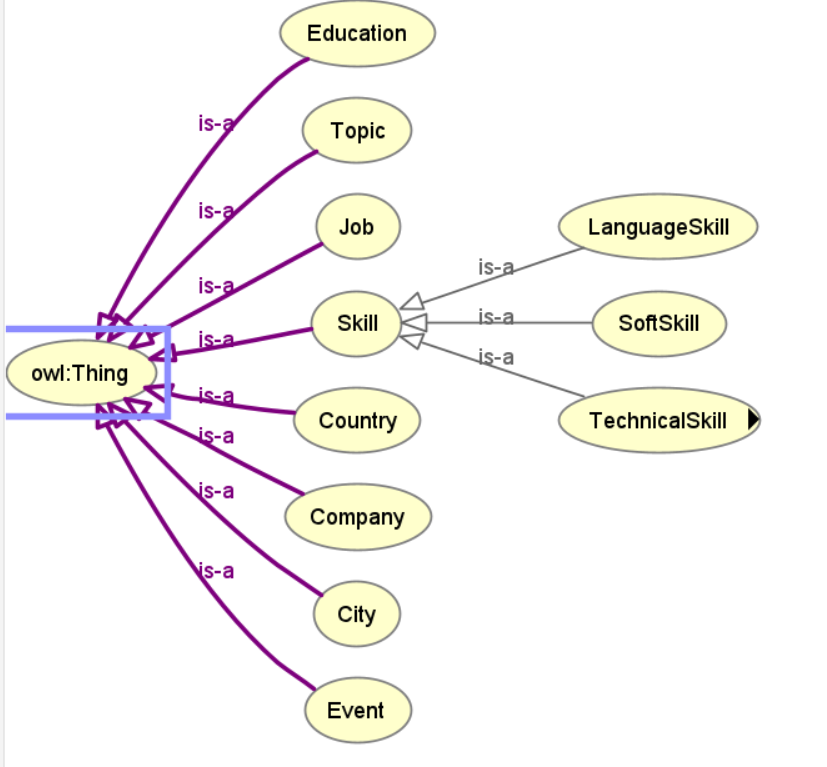 Education
is-a
Topic
is-a
Job
LanguageSkill
is-a
is-a
Skill
is-a
SoftSkill
is-a
is-a
owl:Thing
is-a
Country
TechnicalSkill
is-a
Company
is-a
City
is-a
Event